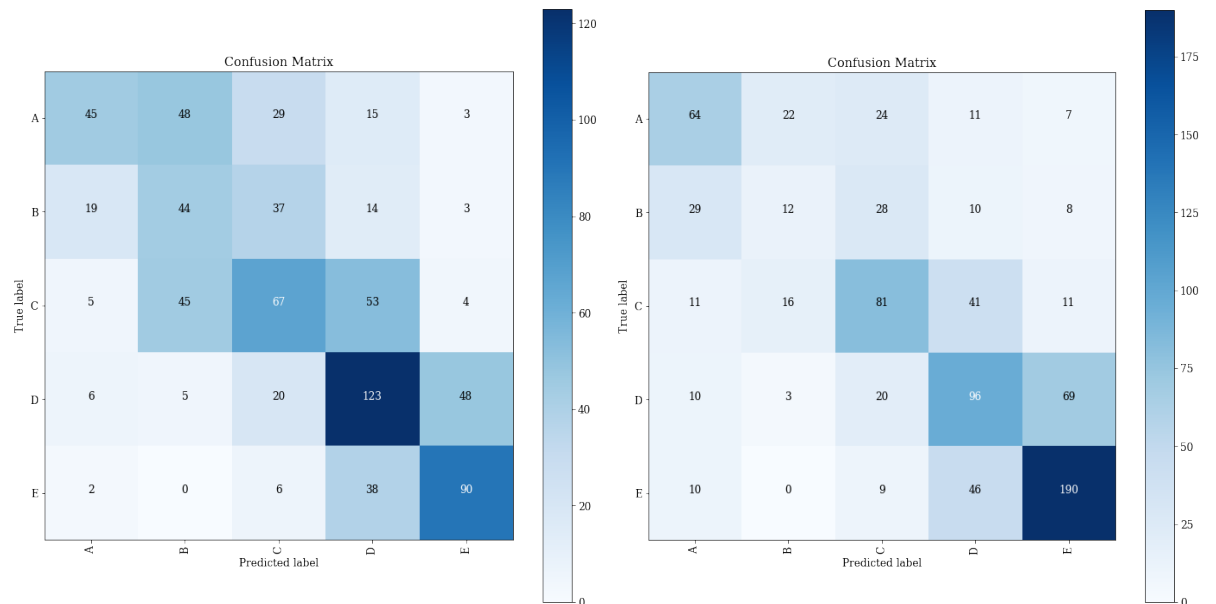 Confusion Matrix
A 45 48 29 15 3
B 19 44 37 14 3
C 5 45 67 53 4
D 6 5 20 123 48
E 2 0 6 38 90
A B C D E
True label
Predicted label
120
100
80
60
40
20
0
Confusion Matrix
A 64 22 24 11 7
B 29 12 28 10 8
C 11 16 81 41 11
D 10 3 20 96 69
E 10 0 9 46 190
A B C D E
True label
Predicted label
175
150
125
100
75
50
25
0